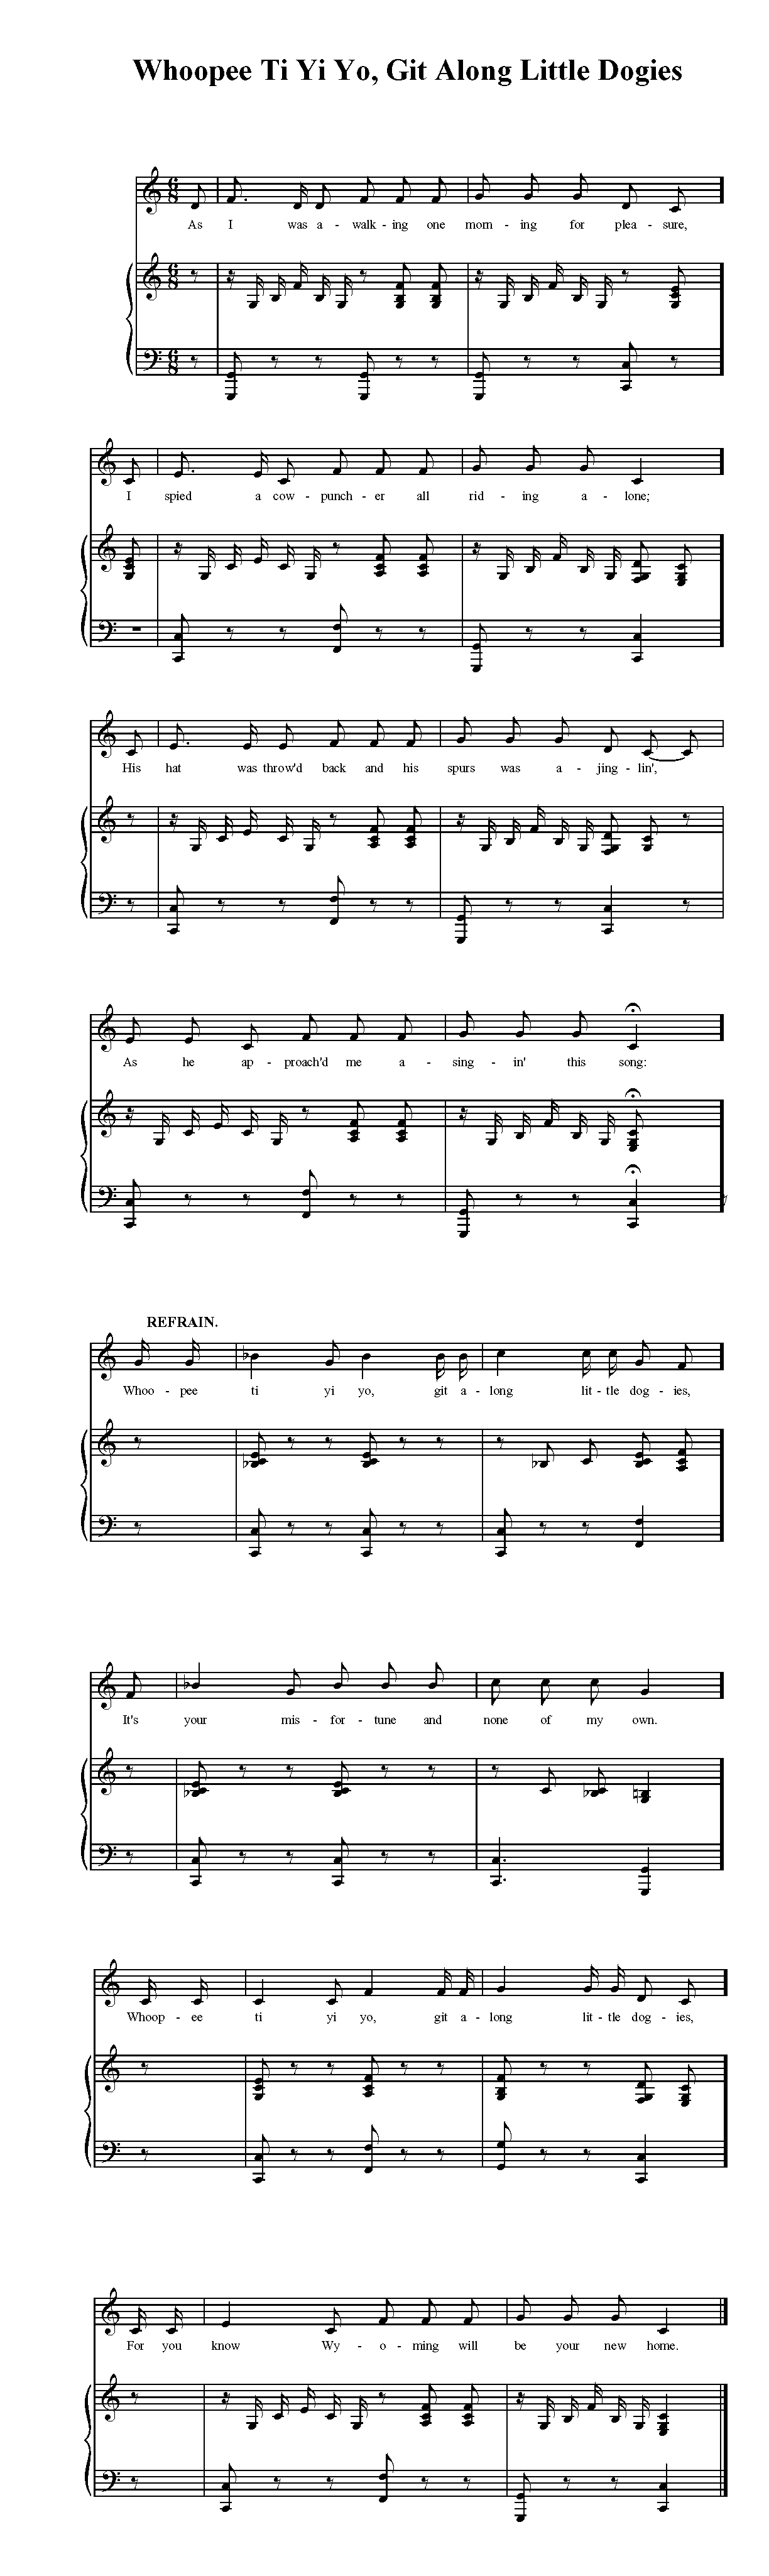 Whoopee Ti Yi Yo, Git Along Little Dogies
As I was a - walk - ing one morn - ing for plea - sure,
I spied a cow - punch - er all rid - ing a - lone;
His hat was throw'd back and his spurs was a - jing - lin',
As he ap - proach'd me a - sing - in' this song:
REFRAIN.
Whoo - pee ti yi yo, git a - long lit - tle dog - ies,
It's your mis - for - tune and none of my own.
Whoop - ee ti yi yo, git a - long lit - tle dog - ies,
For you know Wy - o - ming will be your new home.